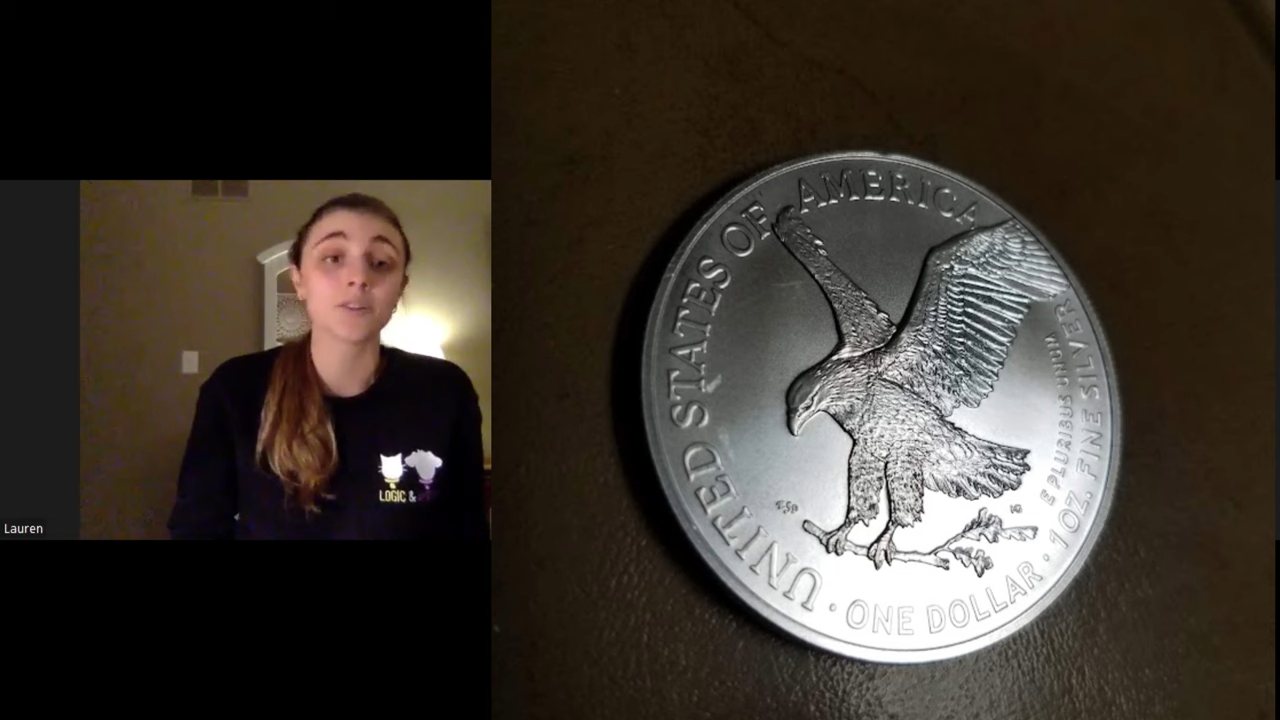 Lauren
LOGIC &
UNITED STATES OF AMERICA
E PLURIBUS UNUM
1 OZ. FINE SILVER
· ONE DOLLAR ·